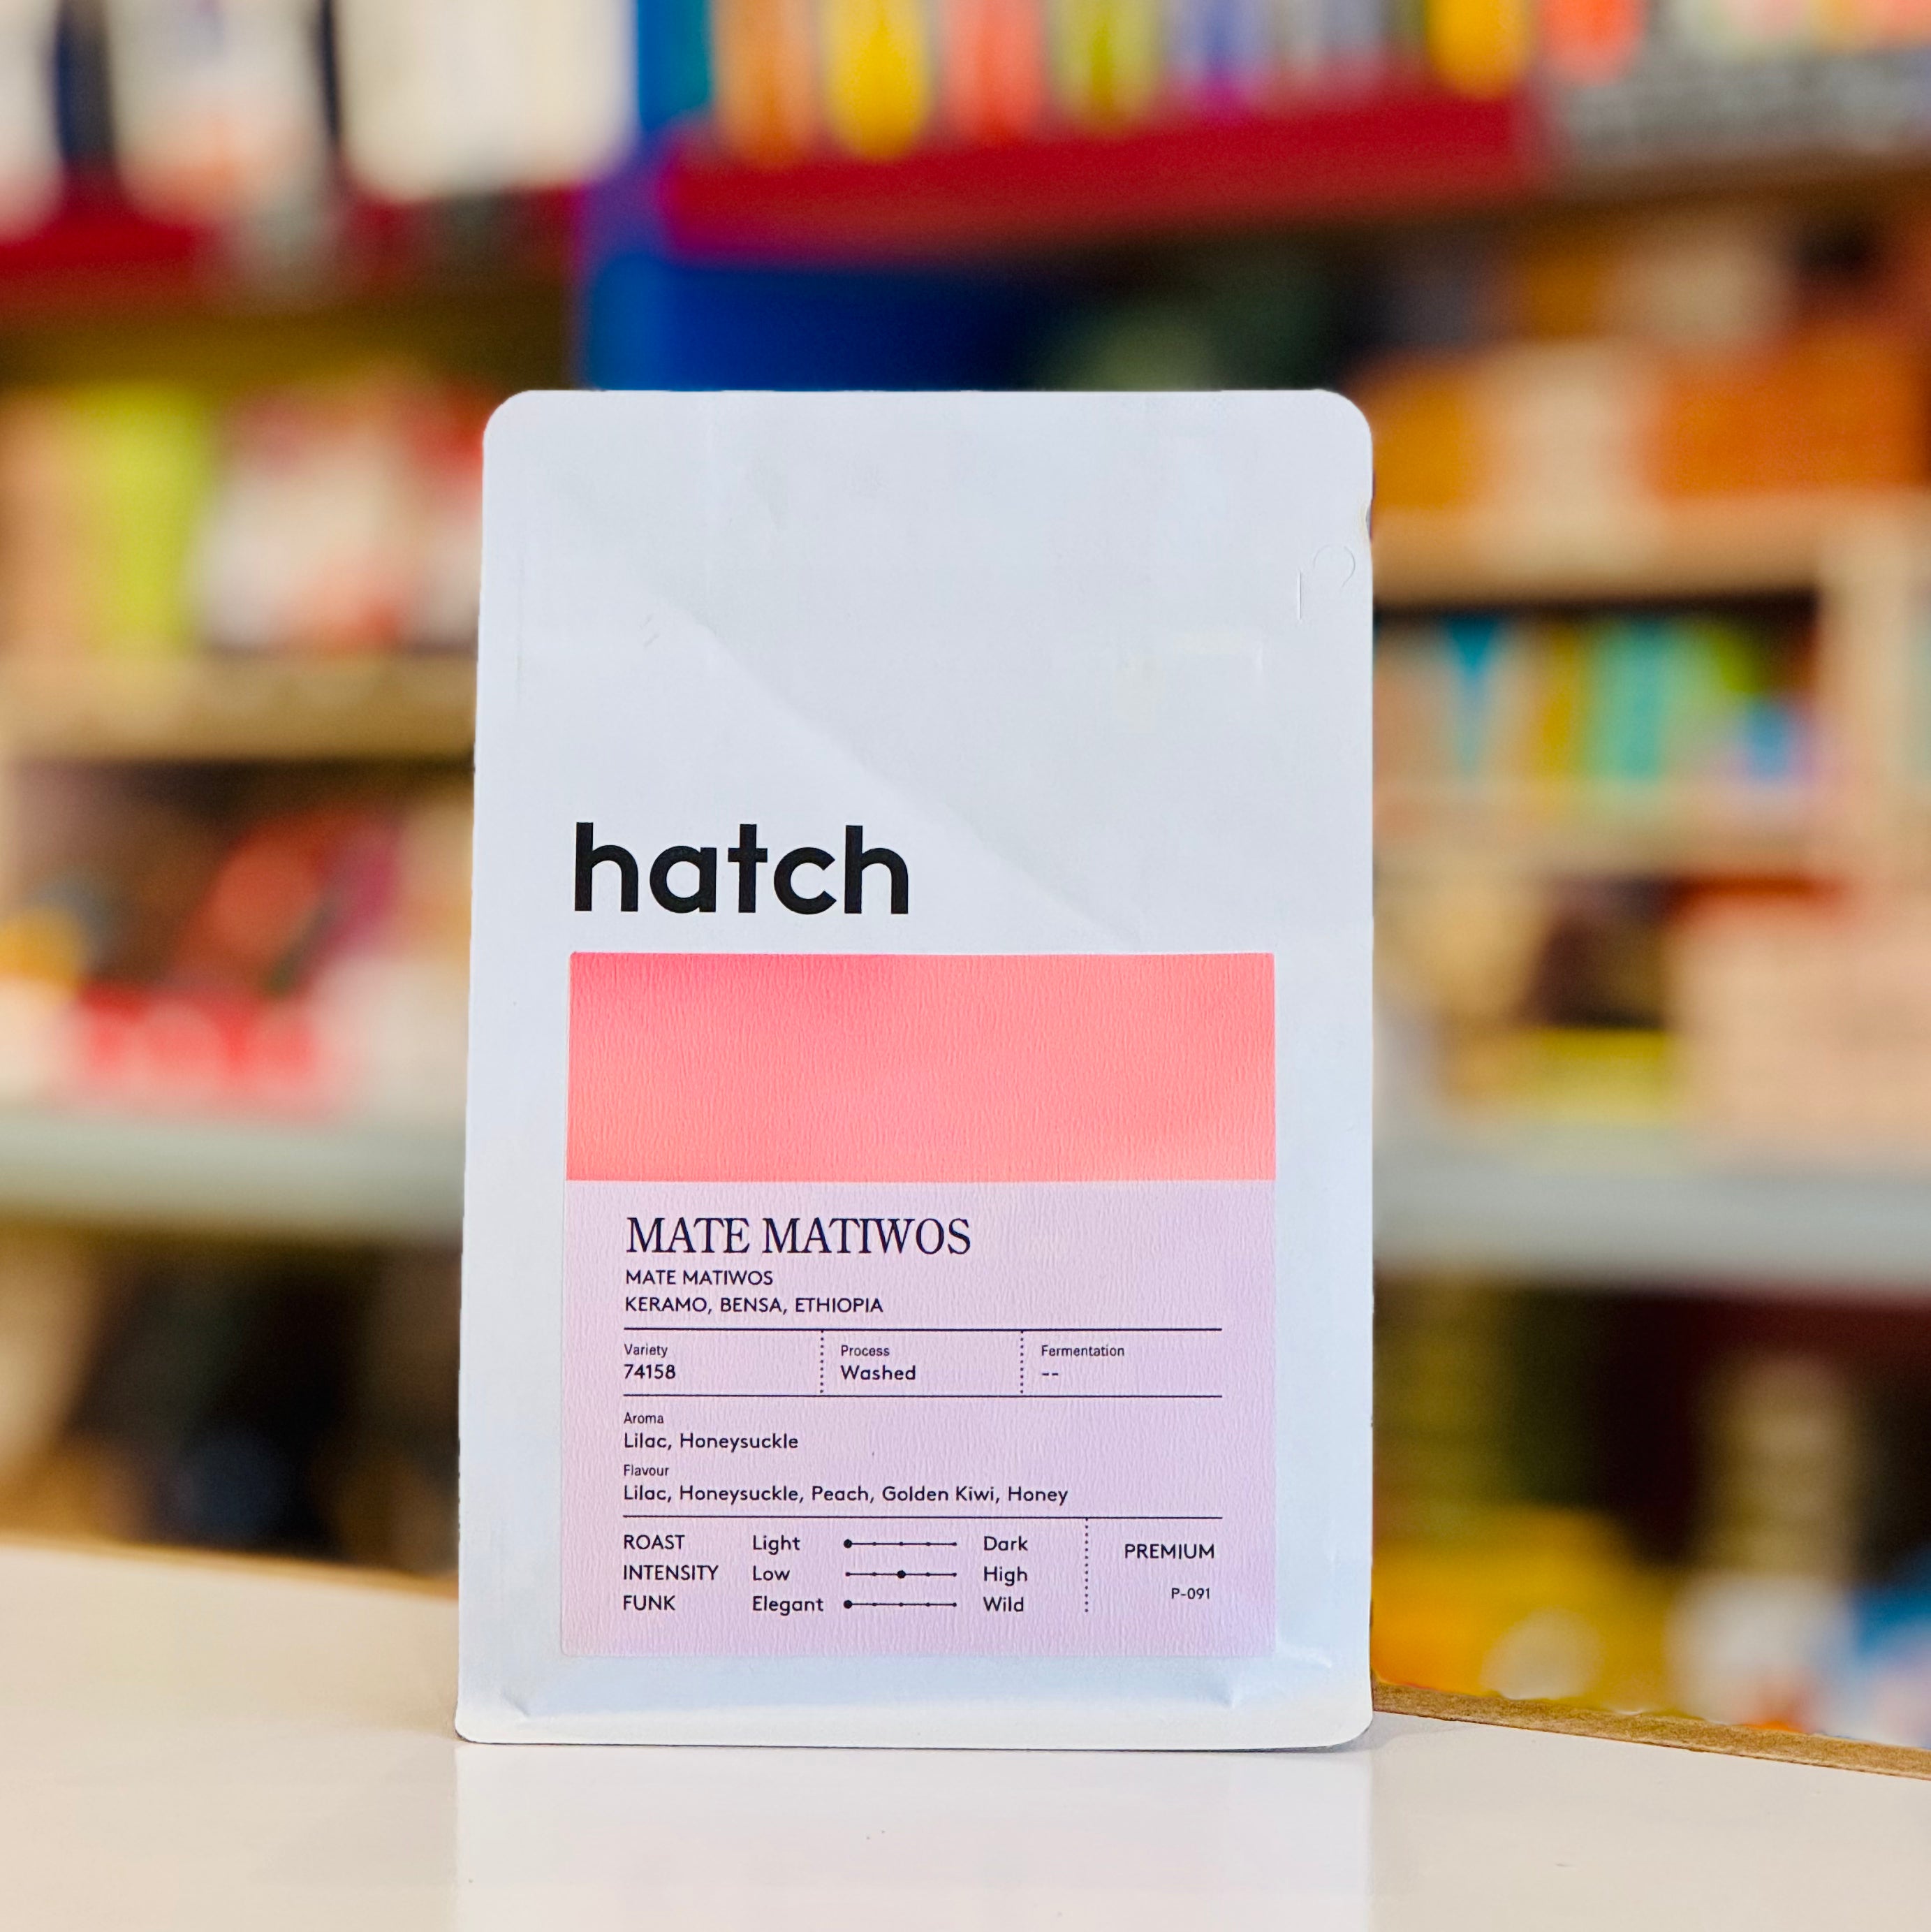 hatch
MATE MATIWOS
MATE MATIWOS
KERAMO, BENSA, ETHIOPIA
Variety Process Fermentation
74158 Washed --
Aroma
Lilac, Honeysuckle
Flavour
Lilac, Honeysuckle, Peach, Golden Kiwi, Honey
ROAST Light Dark
INTENSITY Low High
FUNK Elegant Wild
PREMIUM
P-091